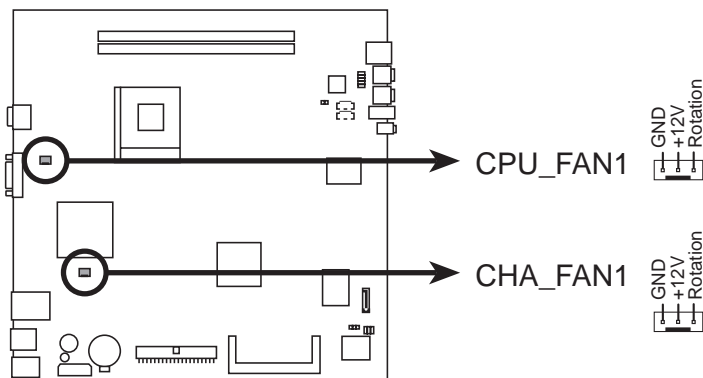 CPU_FAN1
GND
+12V
Rotation
CHA_FAN1
GND
+12V
Rotation